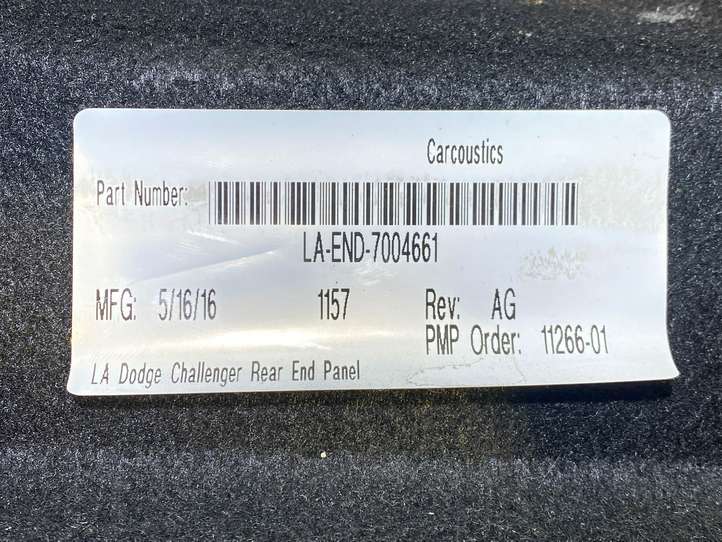 Carcoustics
Part Number:
LA-END-7004661
MFG: 5/16/16 1157 Rev: AG
PMP Order: 11266-01
LA Dodge Challenger Rear End Panel